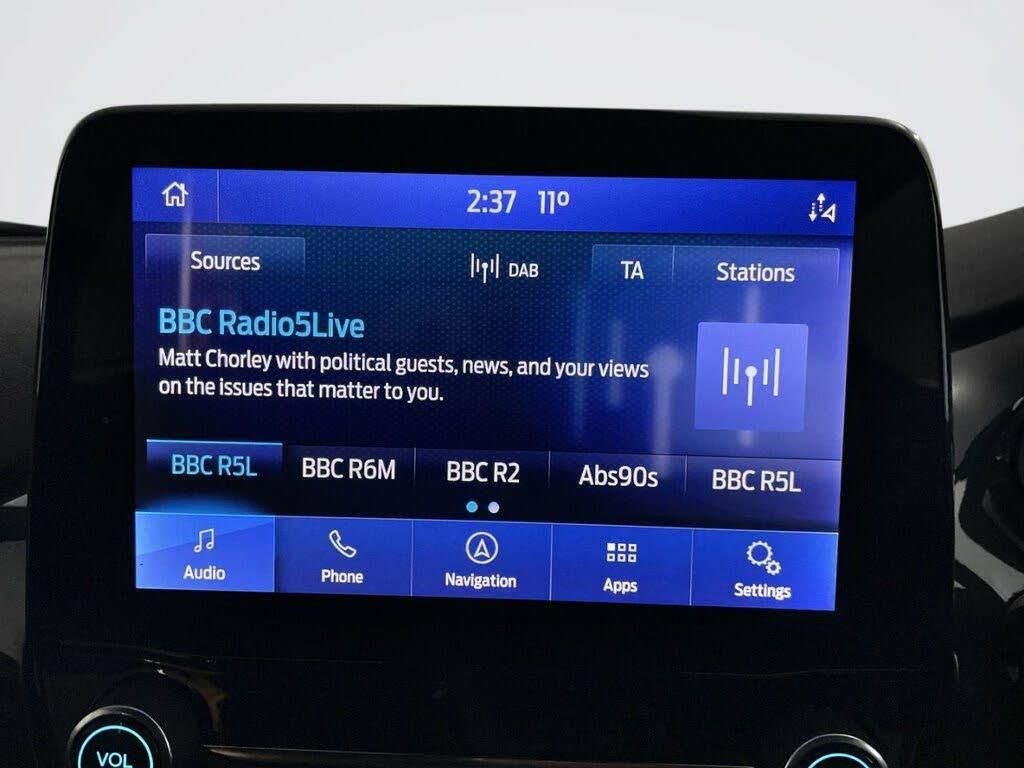 2:37 11º
Sources
DAB
TA
Stations
BBC Radio5Live
Matt Chorley with political guests, news, and your views
on the issues that matter to you.
BBC R5L
BBC R6M
BBC R2
Abs90s
BBC R5L
Audio
Phone
Navigation
Apps
Settings
VOL